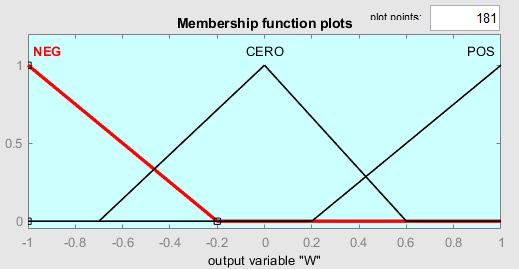 Membership function plots
plot points:
181
NEG
CERO
POS
1
0.5
0
-1
-0.8
-0.6
-0.4
-0.2
0
0.2
0.4
0.6
0.8
1
output variable "W"